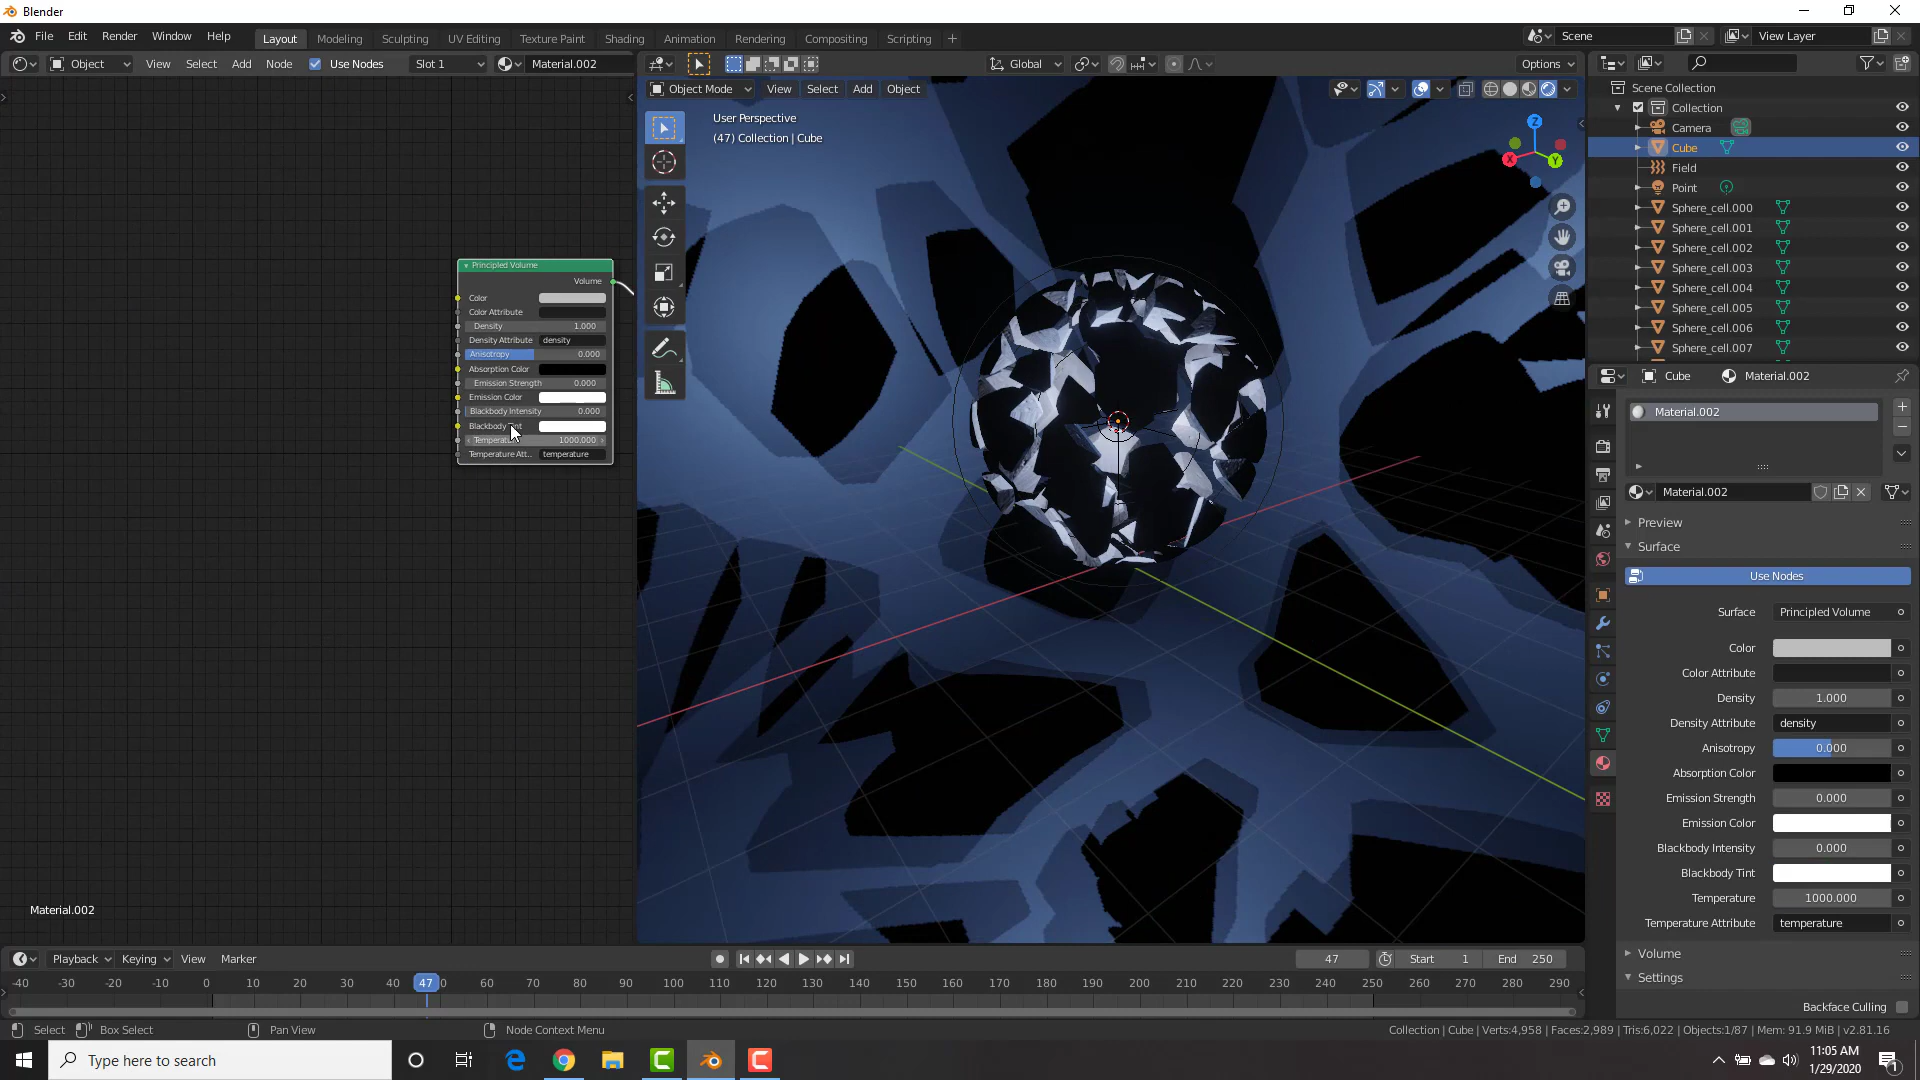 Blender
File Edit Render Window Help
Layout Modeling Sculpting UV Editing Texture Paint Shading Animation Rendering Compositing Scripting +
Scene
View Layer
Object View Select Add Node Use Nodes Slot 1 Material.002
Global
Options
Object Mode View Select Add Object
User Perspective
(47) Collection | Cube
Z
X
Y
Principled Volume
Volume
Color
Color Attribute
Density 1.000
Density Attribute density
Anisotropy 0.000
Absorption Color
Emission Strength 0.000
Emission Color
Blackbody Intensity 0.000
Temperature Att.. temperature
1000.000
Material.002
Scene Collection
Collection
Camera
Cube
Field
Point
Sphere_cell.000
Sphere_cell.001
Sphere_cell.002
Sphere_cell.003
Sphere_cell.004
Sphere_cell.005
Sphere_cell.006
Sphere_cell.007
Cube Material.002
Material.002
Material.002
Preview
Surface
Use Nodes
Surface Principled Volume
Color
Color Attribute
Density 1.000
Density Attribute density
Anisotropy 0.000
Absorption Color
Emission Strength 0.000
Emission Color
Blackbody Intensity 0.000
Blackbody Tint
Temperature 1000.000
Temperature Attribute temperature
Volume
Settings
Backface Culling
Playback Keying View Marker
47 Start 1 End 250
-40 -30 -20 -10 0 10 20 30 40 47 0 60 70 80 90 100 110 120 130 140 150 160 170 180 190 200 210 220 230 240 250 260 270 280 290
Select Box Select Pan View Node Context Menu
Collection | Cube | Verts:4,958 | Faces:2,989 | Tris:6,022 | Objects:1/87 | Mem: 91.9 MiB | v2.81.16
Type here to search
11:05 AM
1/29/2020
1